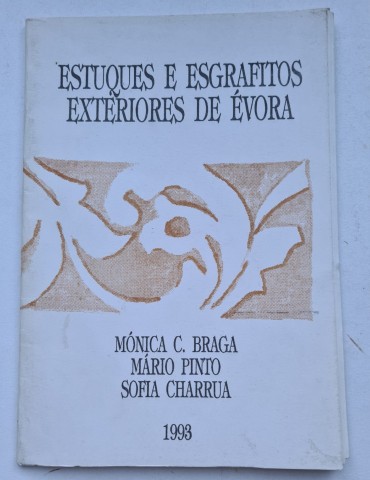 ESTUQUES E ESGRAFITOS
EXTERIORES DE ÉVORA
MÓNICA C. BRAGA
MÁRIO PINTO
SOFIA CHARRUA
1993